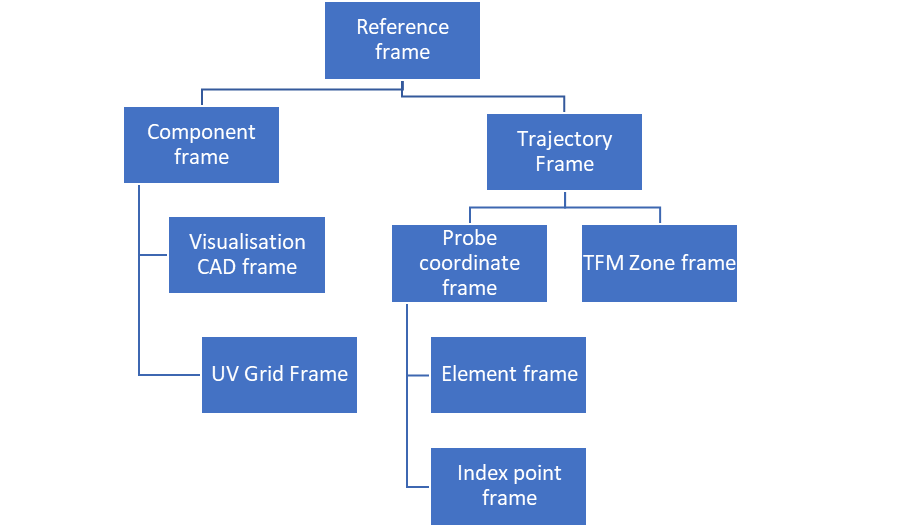 Reference
frame
Component
frame
Trajectory
Frame
Visualisation
CAD frame
Probe
coordinate
frame
TFM Zone frame
UV Grid Frame
Element frame
Index point
frame